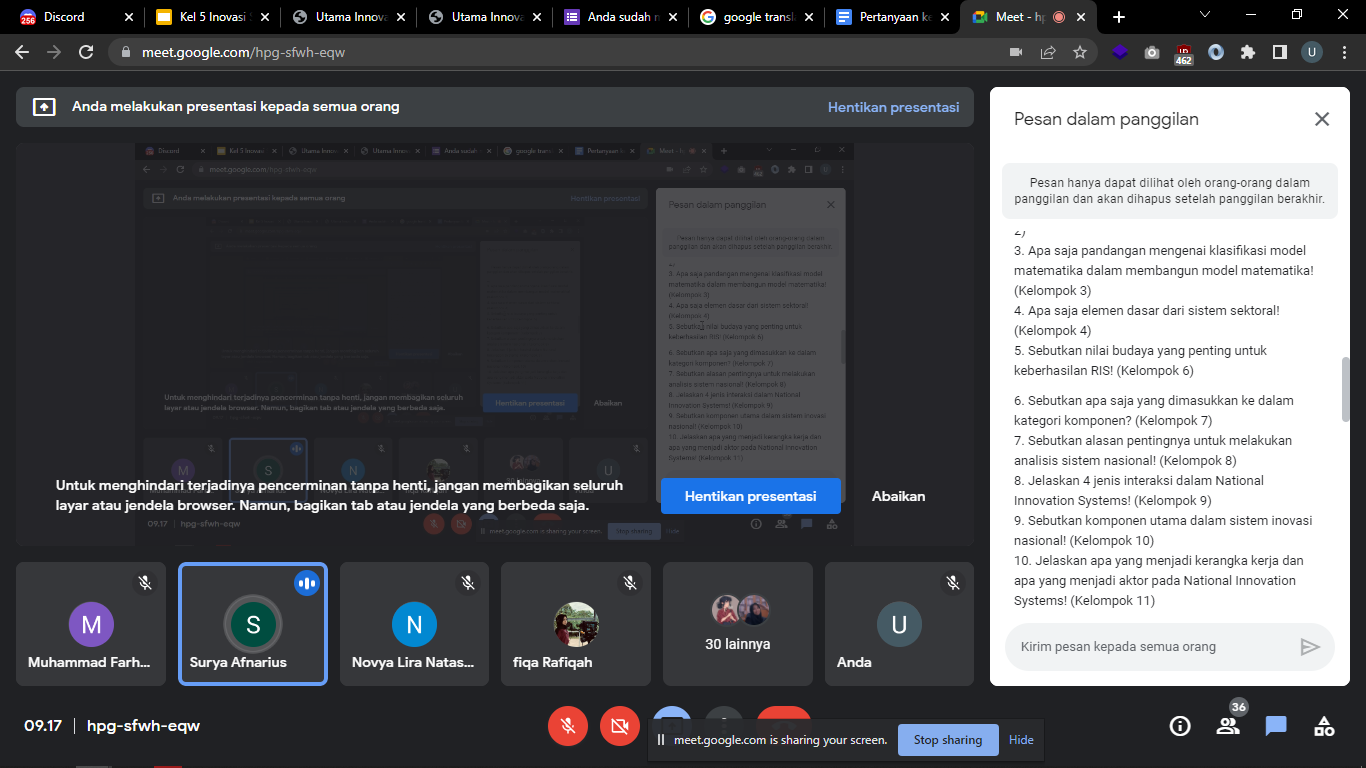 Discord
Kel 5 Inovasi
Utama Innova
Utama Innova
Anda sudah
google transl
Pertanyaan ke
Meet - hp
meet.google.com/hpg-sfwh-eqw
462
U
Anda melakukan presentasi kepada semua orang
Hentikan presentasi
Pesan dalam panggilan
Pesan hanya dapat dilihat oleh orang-orang dalam
panggilan dan akan dihapus setelah panggilan berakhir.
2)
3. Apa saja pandangan mengenai klasifikasi model
matematika dalam membangun model matematika!
(Kelompok 3)
4. Apa saja elemen dasar dari sistem sektoral!
(Kelompok 4)
5. Sebutkan nilai budaya yang penting untuk
keberhasilan RIS! (Kelompok 6)
6. Sebutkan apa saja yang dimasukkan ke dalam
kategori komponen? (Kelompok 7)
7. Sebutkan alasan pentingnya untuk melakukan
analisis sistem nasional! (Kelompok 8)
8. Jelaskan 4 jenis interaksi dalam National
Innovation Systems! (Kelompok 9)
9. Sebutkan komponen utama dalam sistem inovasi
nasional! (Kelompok 10)
10. Jelaskan apa yang menjadi kerangka kerja dan
apa yang menjadi aktor pada National Innovation
Systems! (Kelompok 11)
Kirim pesan kepada semua orang
Untuk menghindari terjadinya pencerminan tanpa henti, jangan membagikan seluruh
layar atau jendela browser. Namun, bagikan tab atau jendela yang berbeda saja.
Hentikan presentasi
Abaikan
M
Muhammad Farh...
S
Surya Afnarius
N
Novya Lira Natas...
fiqa Rafiqah
30 lainnya
U
Anda
09.17 | hpg-sfwh-eqw
36
meet.google.com is sharing your screen.
Stop sharing
Hide